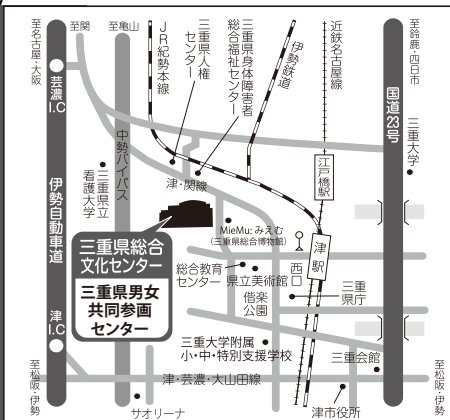 至名古屋・大阪
至関
至亀山
JR紀勢本線
三重県人権
センター
三重県身体障害者
総合福祉センター
伊勢鉄道
近鉄名古屋線
至鈴鹿・四日市
芸濃
I.C
中勢バイパス
国道23号
三重大学
江戸橋駅
三重県立
看護大学
津・関線
伊勢自動車道
MieMu:みえむ
(三重県総合博物館)
津駅
西口
三重県総合
文化センター
三重県男女
共同参画
センター
総合教育
センター
県立美術館
偕楽
公園
三重
県庁
津
I.C
三重大学附属
小・中・特別支援学校
三重会館
至松阪・伊勢
津・芸濃・大山田線
至松阪・伊勢
サオリーナ
津市役所